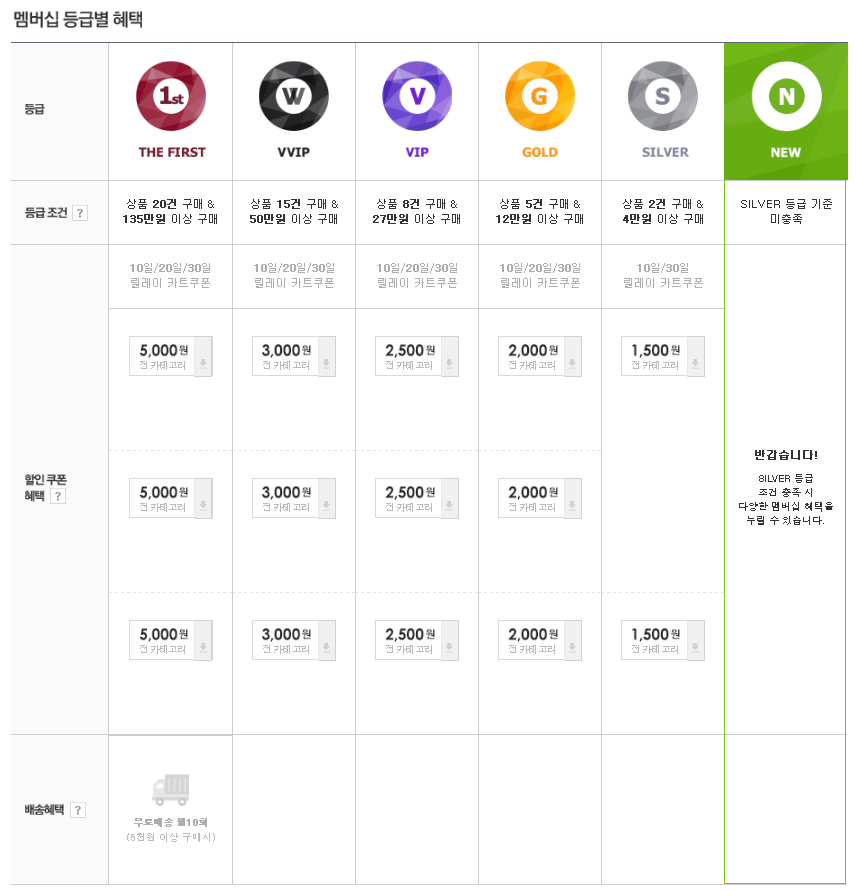 멤버십 등급별 혜택
등급
1st
W
V
G
S
N
THE FIRST
VVIP
VIP
GOLD
SILVER
NEW
등급 조건 ?
상품 20건 구매 &
135만원 이상 구매
상품 15건 구매 &
50만원 이상 구매
상품 8건 구매 &
27만원 이상 구매
상품 5건 구매 &
12만원 이상 구매
상품 2건 구매 &
4만원 이상 구매
SILVER 등급 기준
미충족
할인 쿠폰
혜택 ?
10일/20일/30일
릴레이 카트쿠폰
10일/20일/30일
릴레이 카트쿠폰
10일/20일/30일
릴레이 카트쿠폰
10일/20일/30일
릴레이 카트쿠폰
10일/30일
릴레이 카트쿠폰
5,000원
전 카테고리
3,000원
전 카테고리
2,500원
전 카테고리
2,000원
전 카테고리
1,500원
전 카테고리
5,000원
전 카테고리
3,000원
전 카테고리
2,500원
전 카테고리
2,000원
전 카테고리
5,000원
전 카테고리
3,000원
전 카테고리
2,500원
전 카테고리
2,000원
전 카테고리
1,500원
전 카테고리
반갑습니다!
SILVER 등급
조건 충족 시
다양한 멤버십 혜택을
누릴 수 있습니다.
배송혜택 ?
무료배송 월10회
(5천원 이상 구매시)